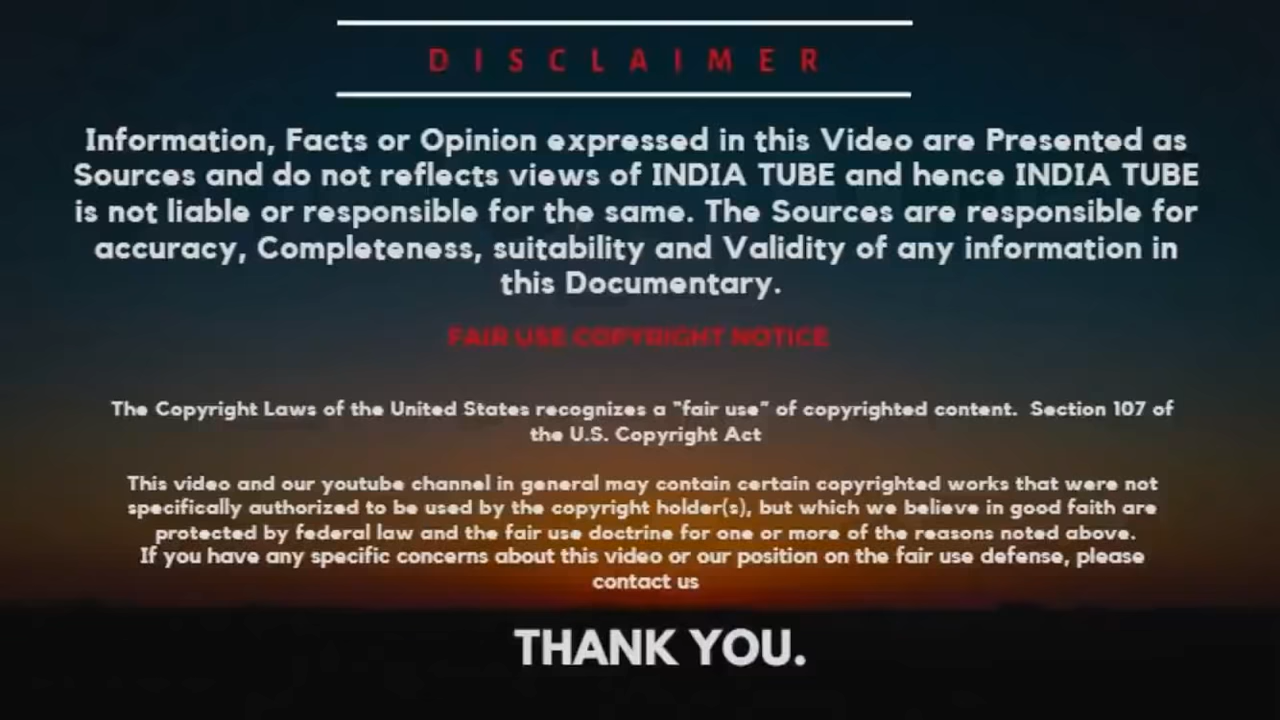 DISCLAIMER
Information, Facts or Opinion expressed in this Video are Presented as
Sources and do not reflects views of INDIA TUBE and hence INDIA TUBE
is not liable or responsible for the same. The Sources are responsible for
accuracy, Completeness, suitability and Validity of any information in
this Documentary.
FAIR USE COPYRIGHT NOTICE
The Copyright Laws of the United States recognizes a "fair use" of copyrighted content. Section 107 of
the U.S. Copyright Act
This video and our youtube channel in general may contain certain copyrighted works that were not
specifically authorized to be used by the copyright holder(s), but which we believe in good faith are
protected by federal law and the fair use doctrine for one or more of the reasons noted above.
If you have any specific concerns about this video or our position on the fair use defense, please
contact us
THANK YOU.